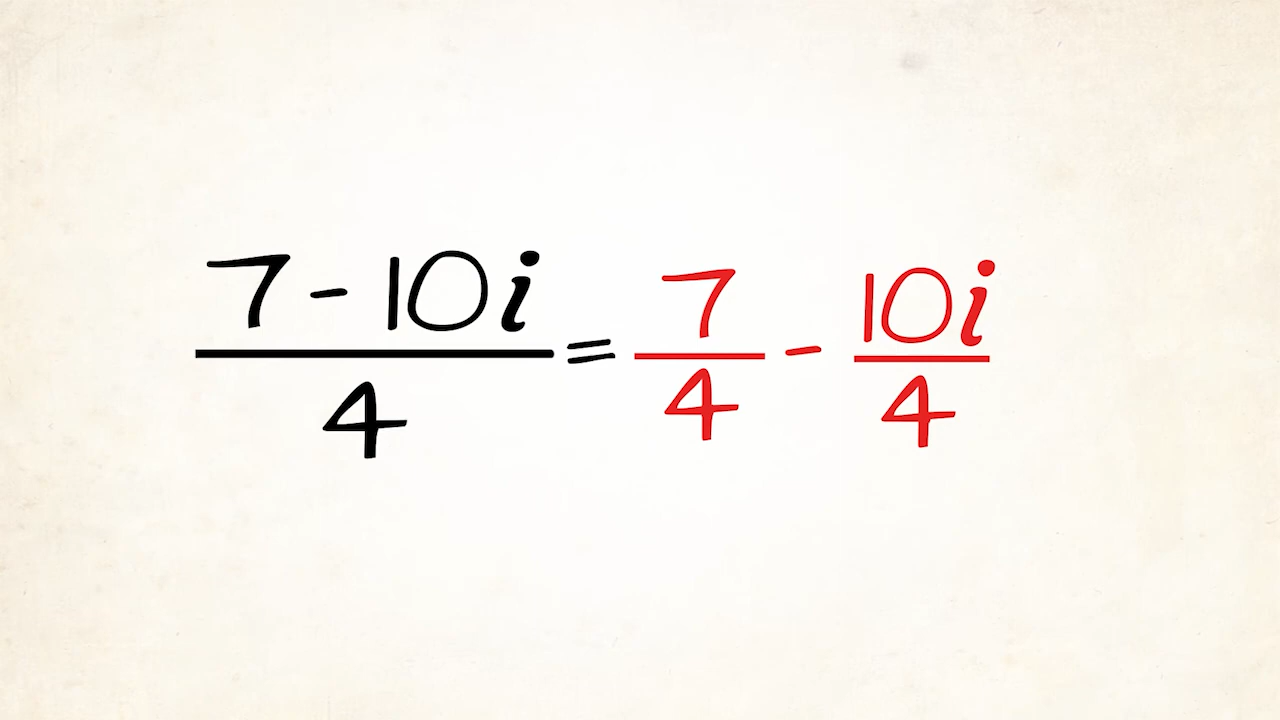 7 - 10i / 4 = 7/4 - 10i/4